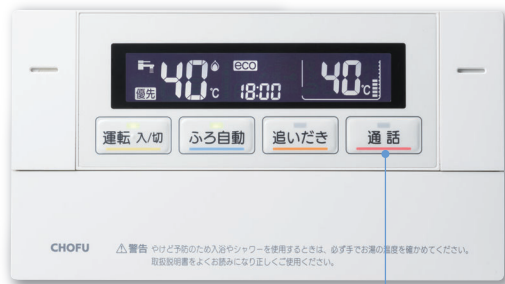 40℃ eco 40℃
優先 18:00
運転 入/切 ふろ自動 追いだき 通話
CHOFU ⚠警告 やけど予防のため入浴やシャワーを使用するときは、必ず手でお湯の温度を確かめてください。
取扱説明書をよくお読みになり正しくご使用ください。